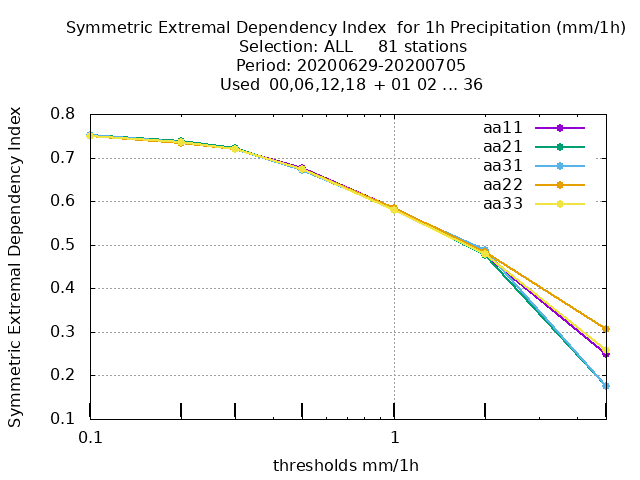 Symmetric Extremal Dependency Index  for 1h Precipitation (mm/1h)
Selection: ALL     81 stations
Period: 20200629-20200705
Used  00,06,12,18  + 01 02 ... 36
Symmetric Extremal Dependency Index
0.8
0.7
0.6
0.5
0.4
0.3
0.2
0.1
aa11
aa21
aa31
aa22
aa33
0.1
1
thresholds mm/1h